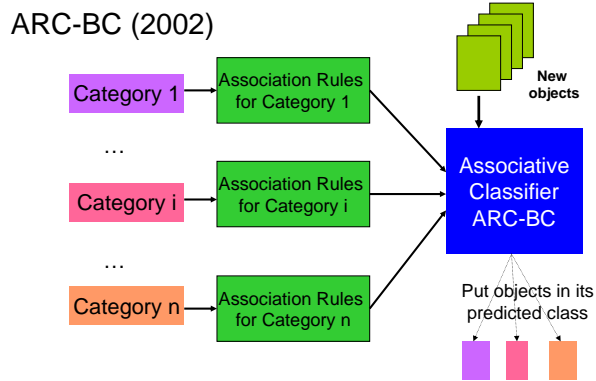 ARC-BC (2002)
New
objects
Category 1
Association Rules
for Category 1
...
Category i
Association Rules
for Category i
Associative
Classifier
ARC-BC
...
Category n
Association Rules
for Category n
Put objects in its
predicted class